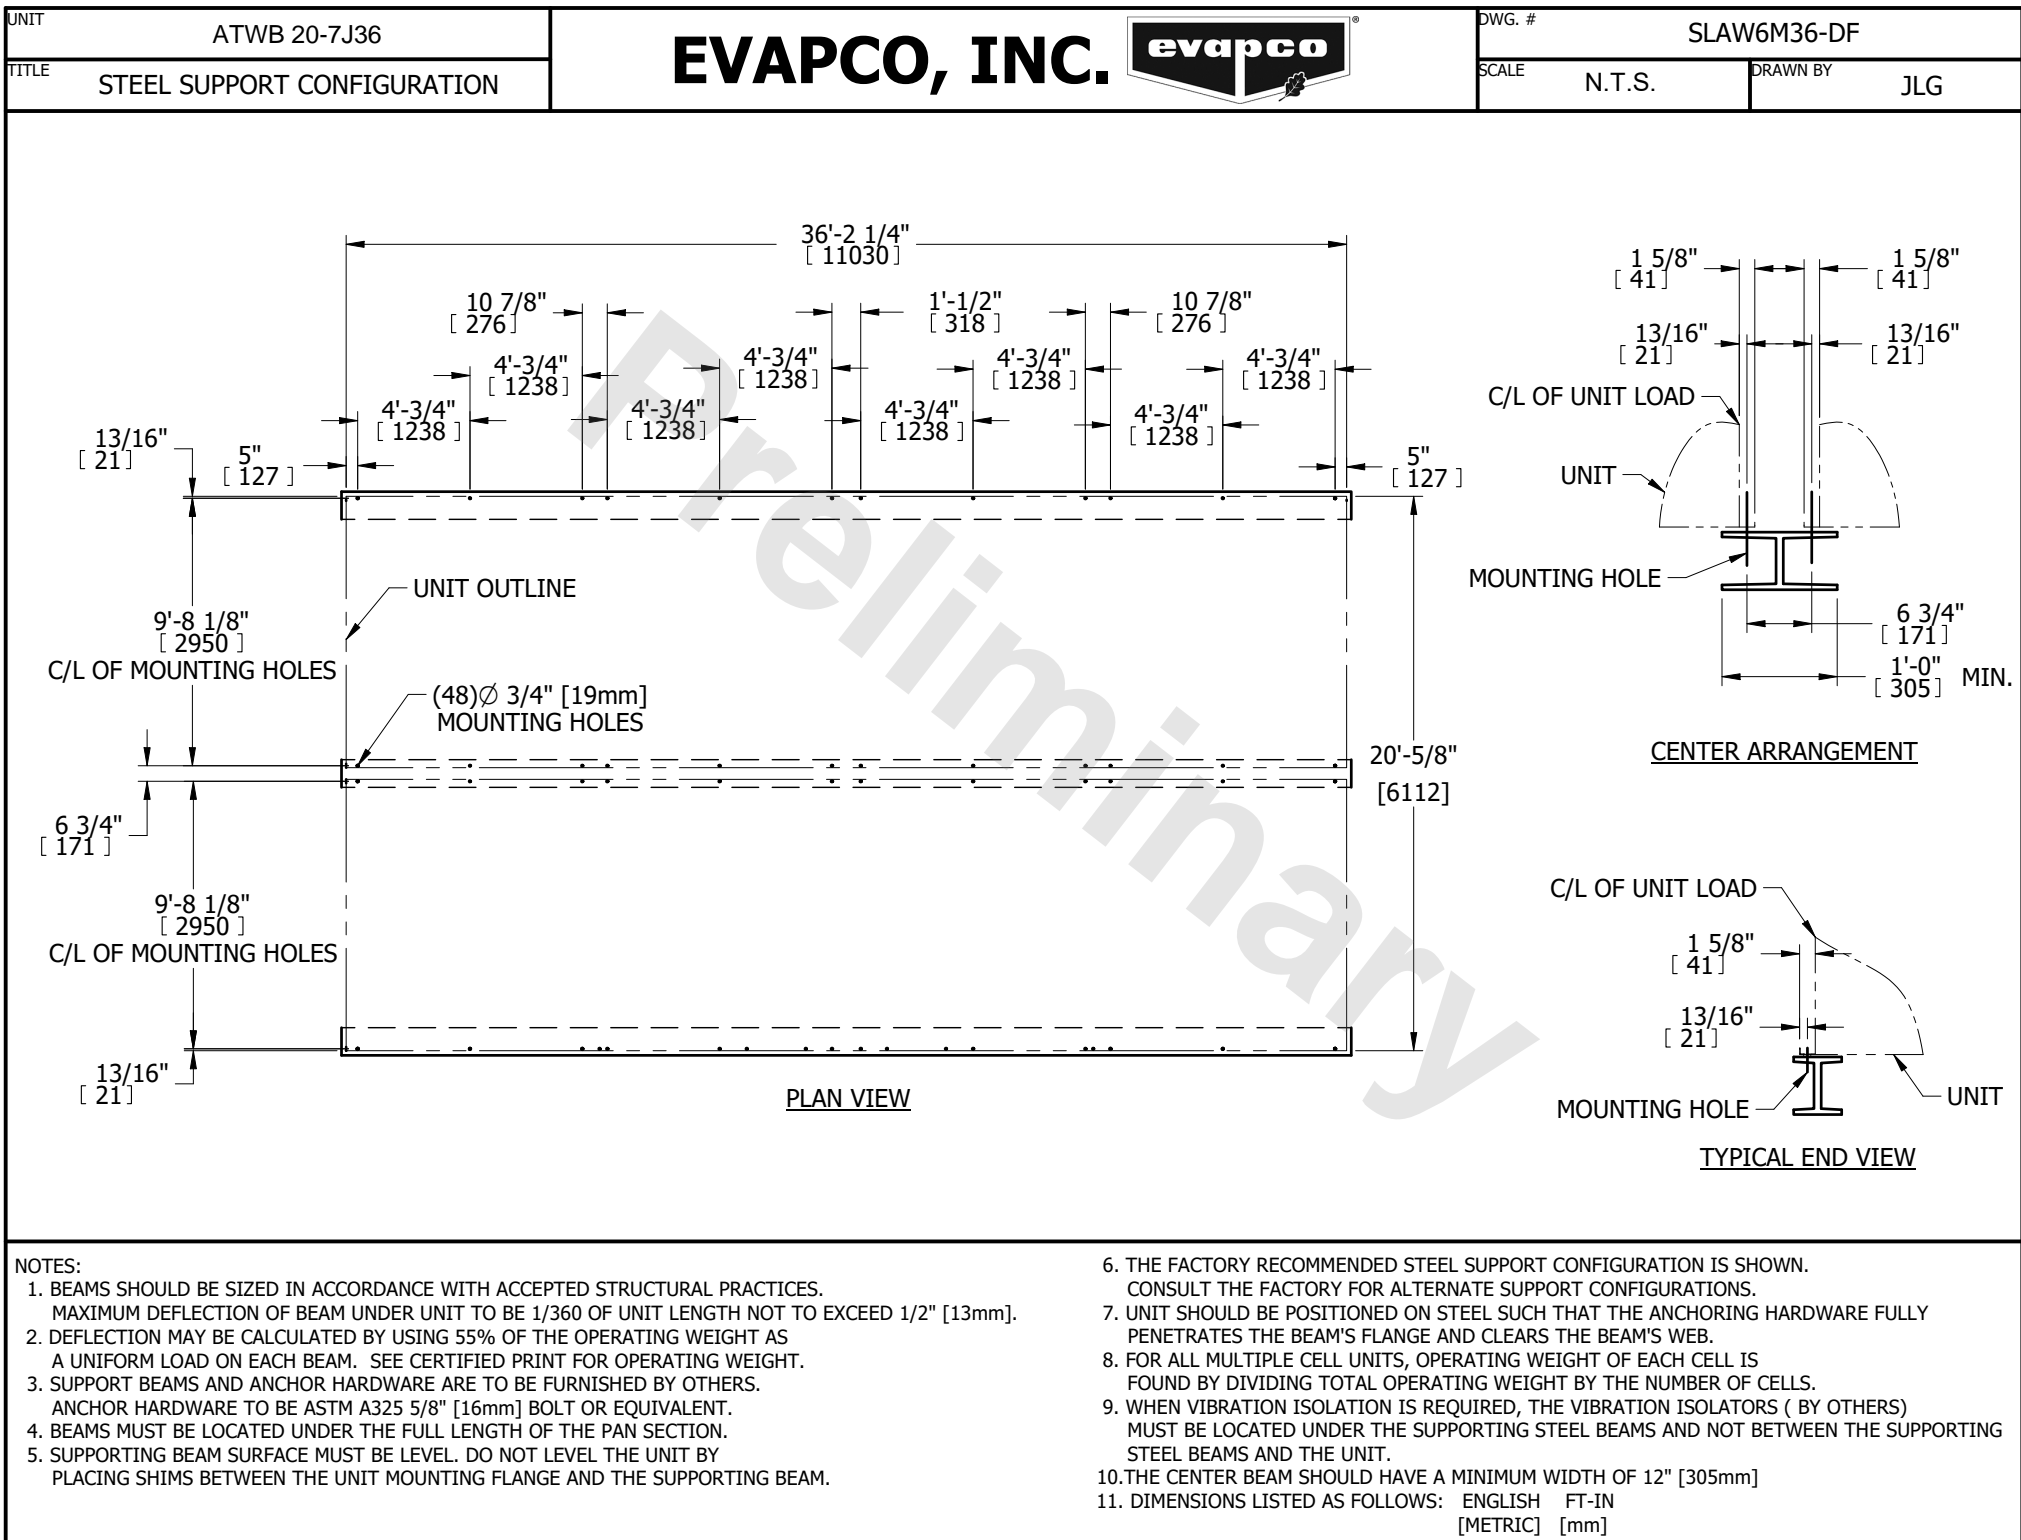 UNIT
ATWB 20-7J36
TITLE
STEEL SUPPORT CONFIGURATION
EVAPCO, INC.
evapco
®
DWG. #
SLAW6M36-DF
SCALE
N.T.S.
DRAWN BY
JLG
36'-2 1/4"
[ 11030 ]
10 7/8"
[ 276 ]
1'-1/2"
[ 318 ]
10 7/8"
[ 276 ]
4'-3/4"
[ 1238 ]
4'-3/4"
[ 1238 ]
4'-3/4"
[ 1238 ]
4'-3/4"
[ 1238 ]
4'-3/4"
[ 1238 ]
4'-3/4"
[ 1238 ]
4'-3/4"
[ 1238 ]
4'-3/4"
[ 1238 ]
13/16"
[ 21 ]
5"
[ 127 ]
5"
[ 127 ]
UNIT OUTLINE
9'-8 1/8"
[ 2950 ]
C/L OF MOUNTING HOLES
(48)Ø 3/4" [19mm]
MOUNTING HOLES
20'-5/8"
[6112]
6 3/4"
[ 171 ]
9'-8 1/8"
[ 2950 ]
C/L OF MOUNTING HOLES
13/16"
[ 21 ]
PLAN VIEW
Preliminary
1 5/8"
[ 41 ]
1 5/8"
[ 41 ]
13/16"
[ 21 ]
13/16"
[ 21 ]
C/L OF UNIT LOAD
UNIT
MOUNTING HOLE
6 3/4"
[ 171 ]
1'-0"
[ 305 ] MIN.
CENTER ARRANGEMENT
C/L OF UNIT LOAD
1 5/8"
[ 41 ]
13/16"
[ 21 ]
MOUNTING HOLE
UNIT
TYPICAL END VIEW
NOTES:
1. BEAMS SHOULD BE SIZED IN ACCORDANCE WITH ACCEPTED STRUCTURAL PRACTICES.
MAXIMUM DEFLECTION OF BEAM UNDER UNIT TO BE 1/360 OF UNIT LENGTH NOT TO EXCEED 1/2" [13mm].
2. DEFLECTION MAY BE CALCULATED BY USING 55% OF THE OPERATING WEIGHT AS
A UNIFORM LOAD ON EACH BEAM. SEE CERTIFIED PRINT FOR OPERATING WEIGHT.
3. SUPPORT BEAMS AND ANCHOR HARDWARE ARE TO BE FURNISHED BY OTHERS.
ANCHOR HARDWARE TO BE ASTM A325 5/8" [16mm] BOLT OR EQUIVALENT.
4. BEAMS MUST BE LOCATED UNDER THE FULL LENGTH OF THE PAN SECTION.
5. SUPPORTING BEAM SURFACE MUST BE LEVEL. DO NOT LEVEL THE UNIT BY
PLACING SHIMS BETWEEN THE UNIT MOUNTING FLANGE AND THE SUPPORTING BEAM.
6. THE FACTORY RECOMMENDED STEEL SUPPORT CONFIGURATION IS SHOWN.
CONSULT THE FACTORY FOR ALTERNATE SUPPORT CONFIGURATIONS.
7. UNIT SHOULD BE POSITIONED ON STEEL SUCH THAT THE ANCHORING HARDWARE FULLY
PENETRATES THE BEAM'S FLANGE AND CLEARS THE BEAM'S WEB.
8. FOR ALL MULTIPLE CELL UNITS, OPERATING WEIGHT OF EACH CELL IS
FOUND BY DIVIDING TOTAL OPERATING WEIGHT BY THE NUMBER OF CELLS.
9. WHEN VIBRATION ISOLATION IS REQUIRED, THE VIBRATION ISOLATORS ( BY OTHERS)
MUST BE LOCATED UNDER THE SUPPORTING STEEL BEAMS AND NOT BETWEEN THE SUPPORTING
STEEL BEAMS AND THE UNIT.
10.THE CENTER BEAM SHOULD HAVE A MINIMUM WIDTH OF 12" [305mm]
11. DIMENSIONS LISTED AS FOLLOWS: ENGLISH FT-IN
[METRIC] [mm]